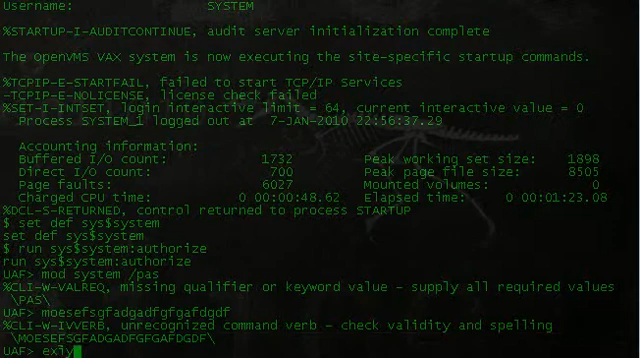 Username: SYSTEM
%STARTUP-I-AUDITCONTINUE, audit server initialization complete
The OpenVMS VAX system is now executing the site-specific startup commands.
%TCPIP-E-STARTFAIL, failed to start TCP/IP Services
-TCPIP-E-NOLICENSE, license check failed
%SET-I-INTSET, login interactive limit = 64, current interactive value = 0
Process SYSTEM_1 logged out at 7-JAN-2010 22:56:37.29
Accounting information:
Buffered I/O count: 1732 Peak working set size: 1898
Direct I/O count: 700 Peak page file size: 8505
Page faults: 6027 Mounted volumes: 0
Charged CPU time: 0 00:00:48.62 Elapsed time: 0 00:01:23.08
%DCL-S-RETURNED, control returned to process STARTUP
$ set def sys$system
set def sys$system
$ run sys$system:authorize
run sys$system:authorize
UAF> mod system /pas
%CLI-W-VALREQ, missing qualifier or keyword value - supply all required values
\PAS\
UAF> moesefsgfadgadgfgfgafdgdf
%CLI-W-IVVERB, unrecognized command verb - check validity and spelling
\MOESEFSGFADGADFGFGAFDGDF\
UAF> exiy